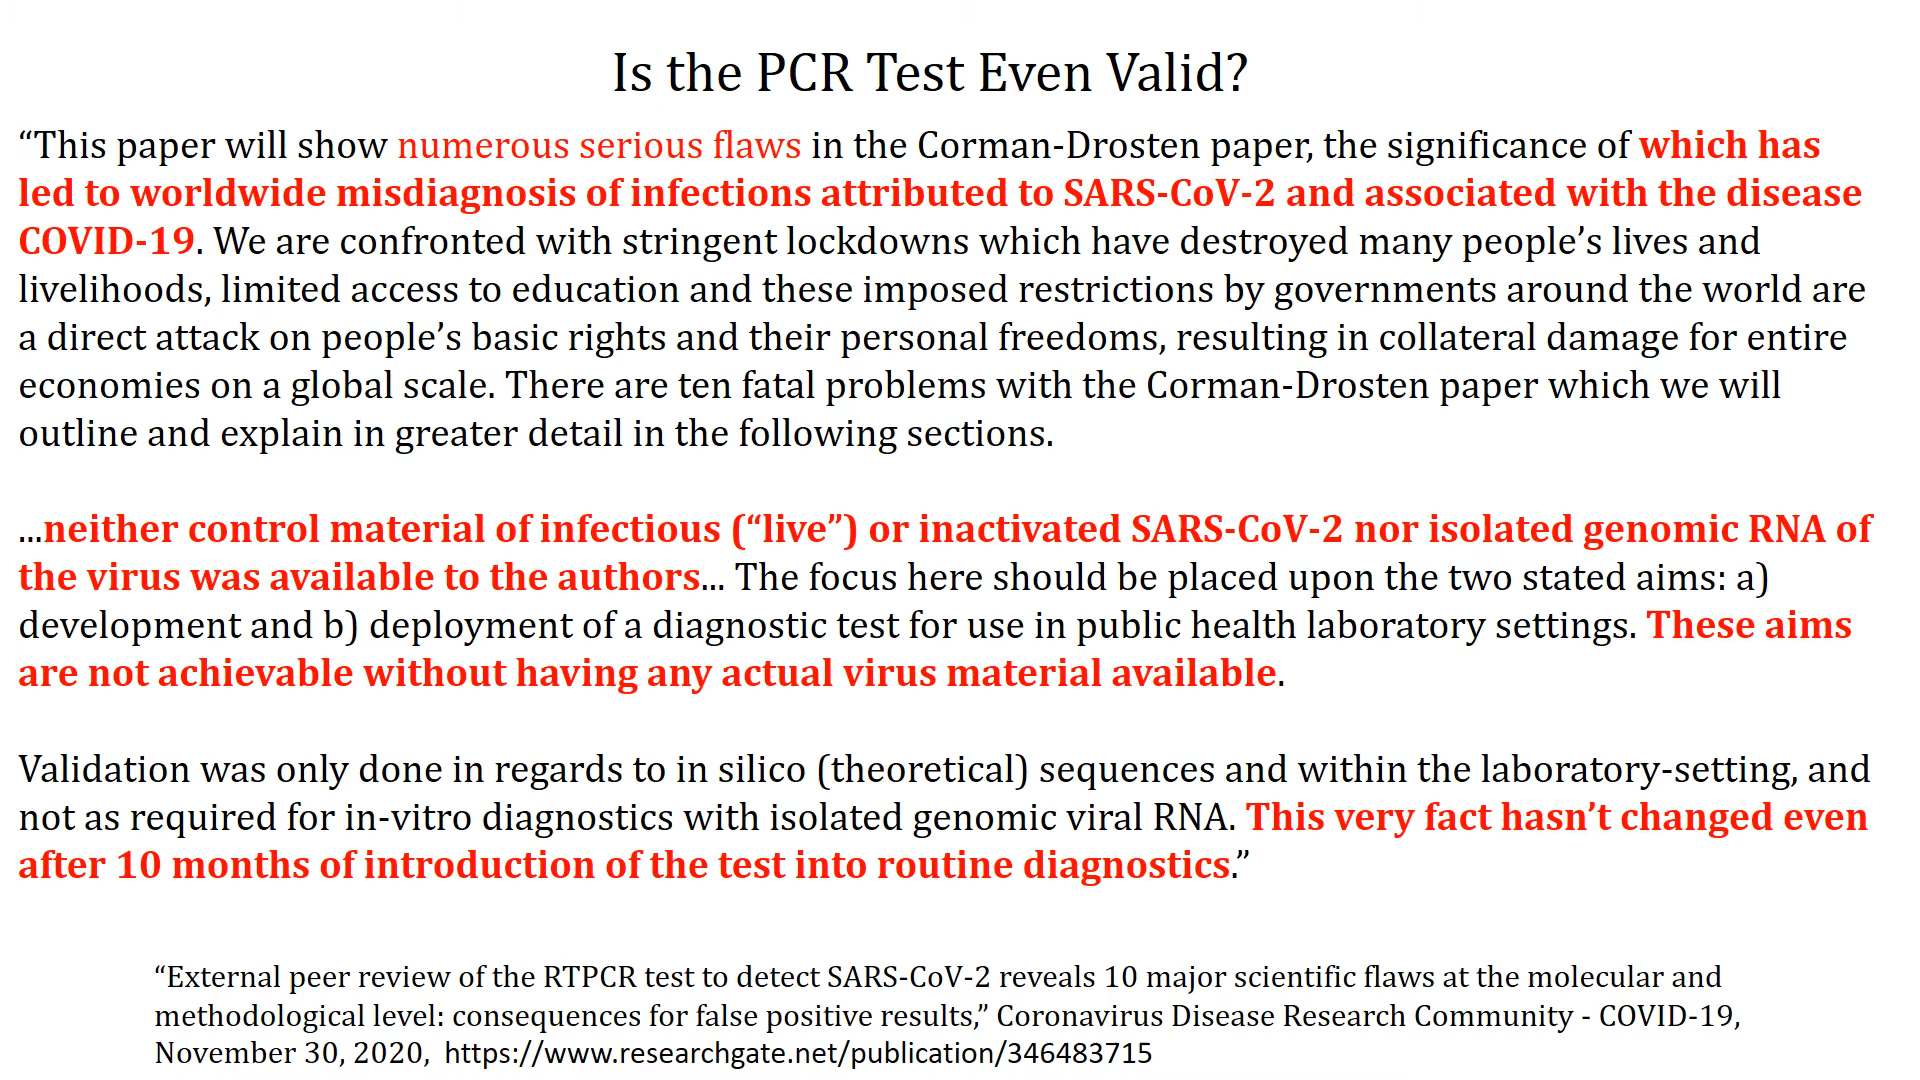 Is the PCR Test Even Valid?
“This paper will show numerous serious flaws in the Corman-Drosten paper, the significance of which has
led to worldwide misdiagnosis of infections attributed to SARS-CoV-2 and associated with the disease
COVID-19. We are confronted with stringent lockdowns which have destroyed many people’s lives and
livelihoods, limited access to education and these imposed restrictions by governments around the world are
a direct attack on people’s basic rights and their personal freedoms, resulting in collateral damage for entire
economies on a global scale. There are ten fatal problems with the Corman-Drosten paper which we will
outline and explain in greater detail in the following sections.
…neither control material of infectious (“live”) or inactivated SARS-CoV-2 nor isolated genomic RNA of
the virus was available to the authors… The focus here should be placed upon the two stated aims: a)
development and b) deployment of a diagnostic test for use in public health laboratory settings. These aims
are not achievable without having any actual virus material available.
Validation was only done in regards to in silico (theoretical) sequences and within the laboratory-setting, and
not as required for in-vitro diagnostics with isolated genomic viral RNA. This very fact hasn’t changed even
after 10 months of introduction of the test into routine diagnostics.”
“External peer review of the RTPCR test to detect SARS-CoV-2 reveals 10 major scientific flaws at the molecular and
methodological level: consequences for false positive results,” Coronavirus Disease Research Community - COVID-19,
November 30, 2020, https://www.researchgate.net/publication/346483715